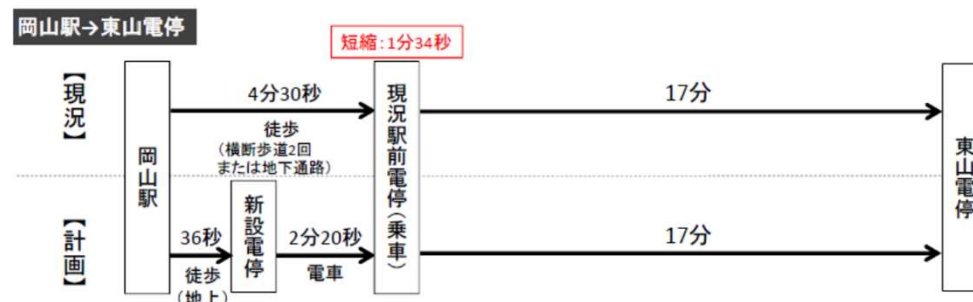 岡山駅→東山電停
短縮:1分34秒
【現況】
岡山駅
4分30秒
徒歩
(横断歩道2回
または地下通路)
現況駅前電停(乗車)
17分
東山電停
【計画】
36秒
徒歩
(地上)
新設電停
2分20秒
電車
17分